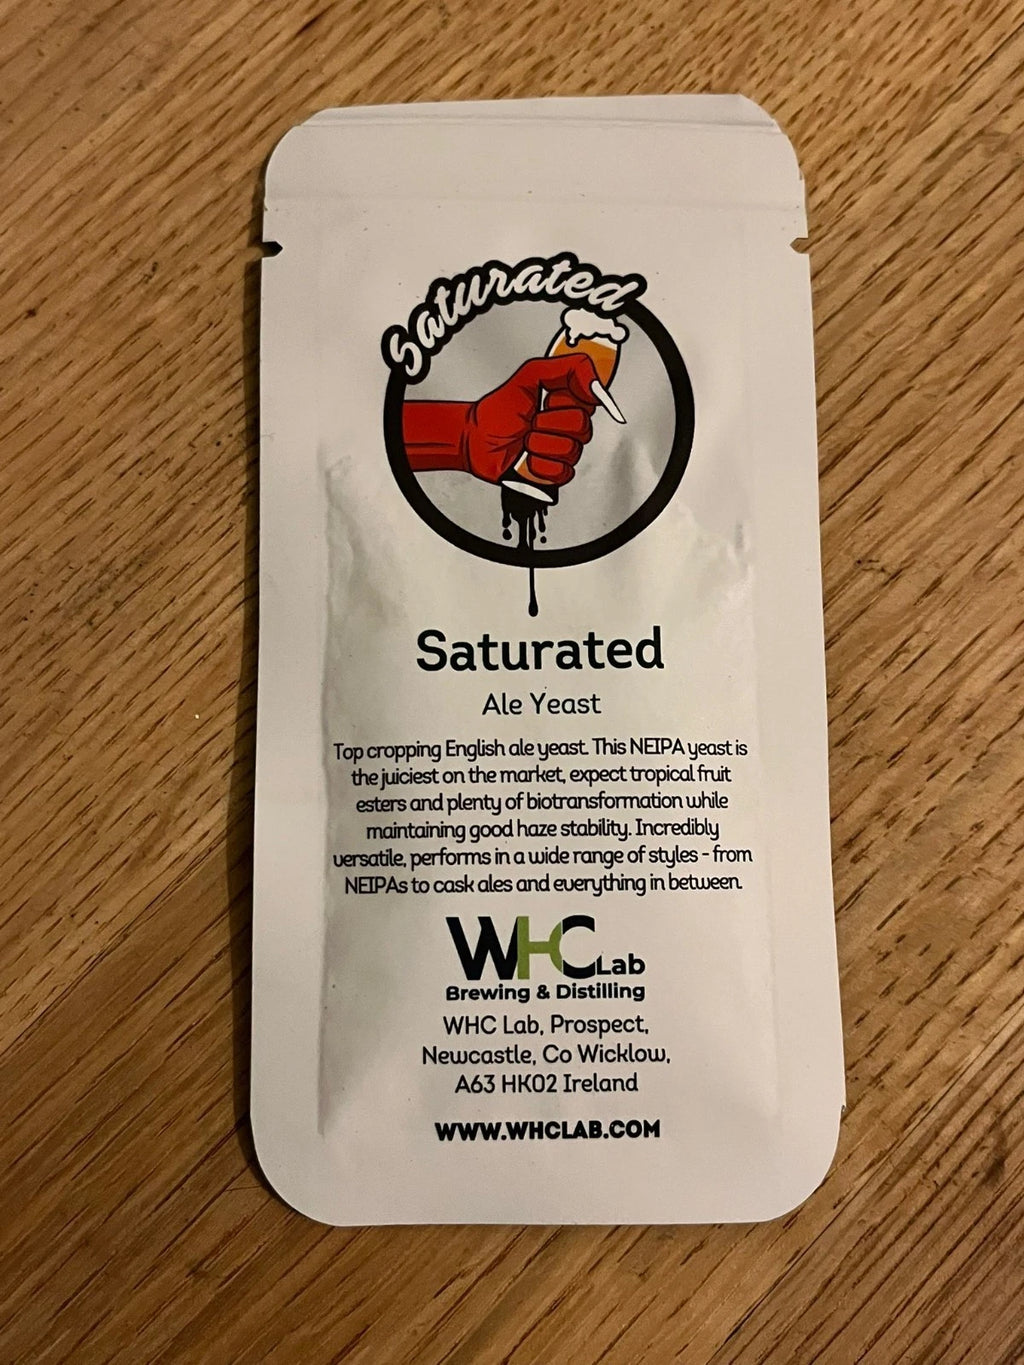 Saturated
Saturated
Ale Yeast
Top cropping English ale yeast. This NEIPA yeast is
the juiciest on the market, expect tropical fruit
esters and plenty of biotransformation while
maintaining good haze stability. Incredibly
versatile, performs in a wide range of styles - from
NEIPAs to cask ales and everything in between.
WHC Lab
Brewing & Distilling
WHC Lab, Prospect,
Newcastle, Co Wicklow,
A63 HK02 Ireland
WWW.WHCLAB.COM